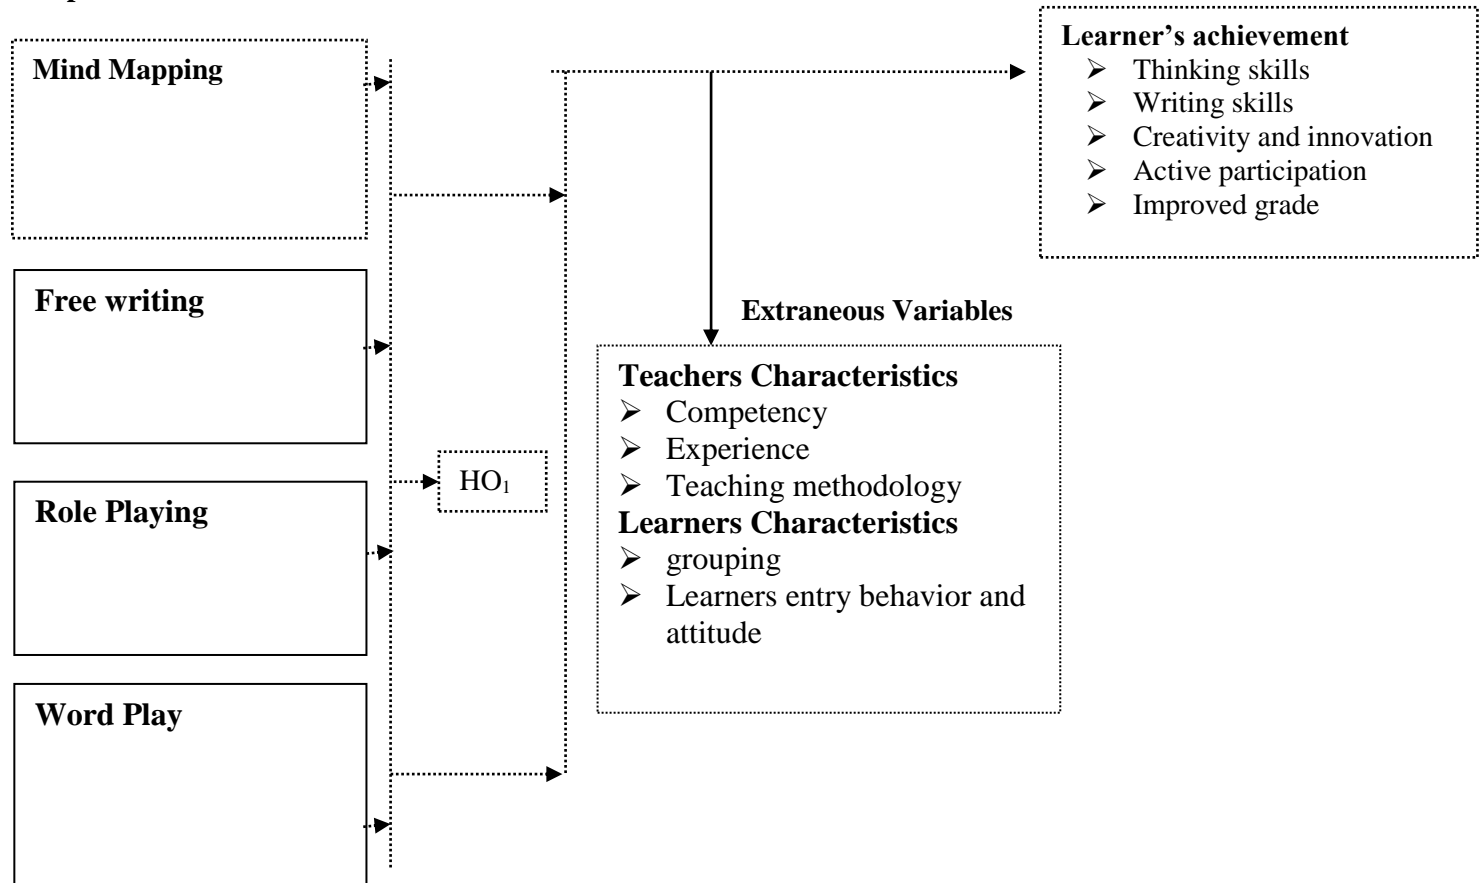 Mind Mapping
Free writing
Role Playing
Word Play
HO₁
Learner’s achievement
➢ Thinking skills
➢ Writing skills
➢ Creativity and innovation
➢ Active participation
➢ Improved grade
Extraneous Variables
Teachers Characteristics
➢ Competency
➢ Experience
➢ Teaching methodology
Learners Characteristics
➢ grouping
➢ Learners entry behavior and
attitude